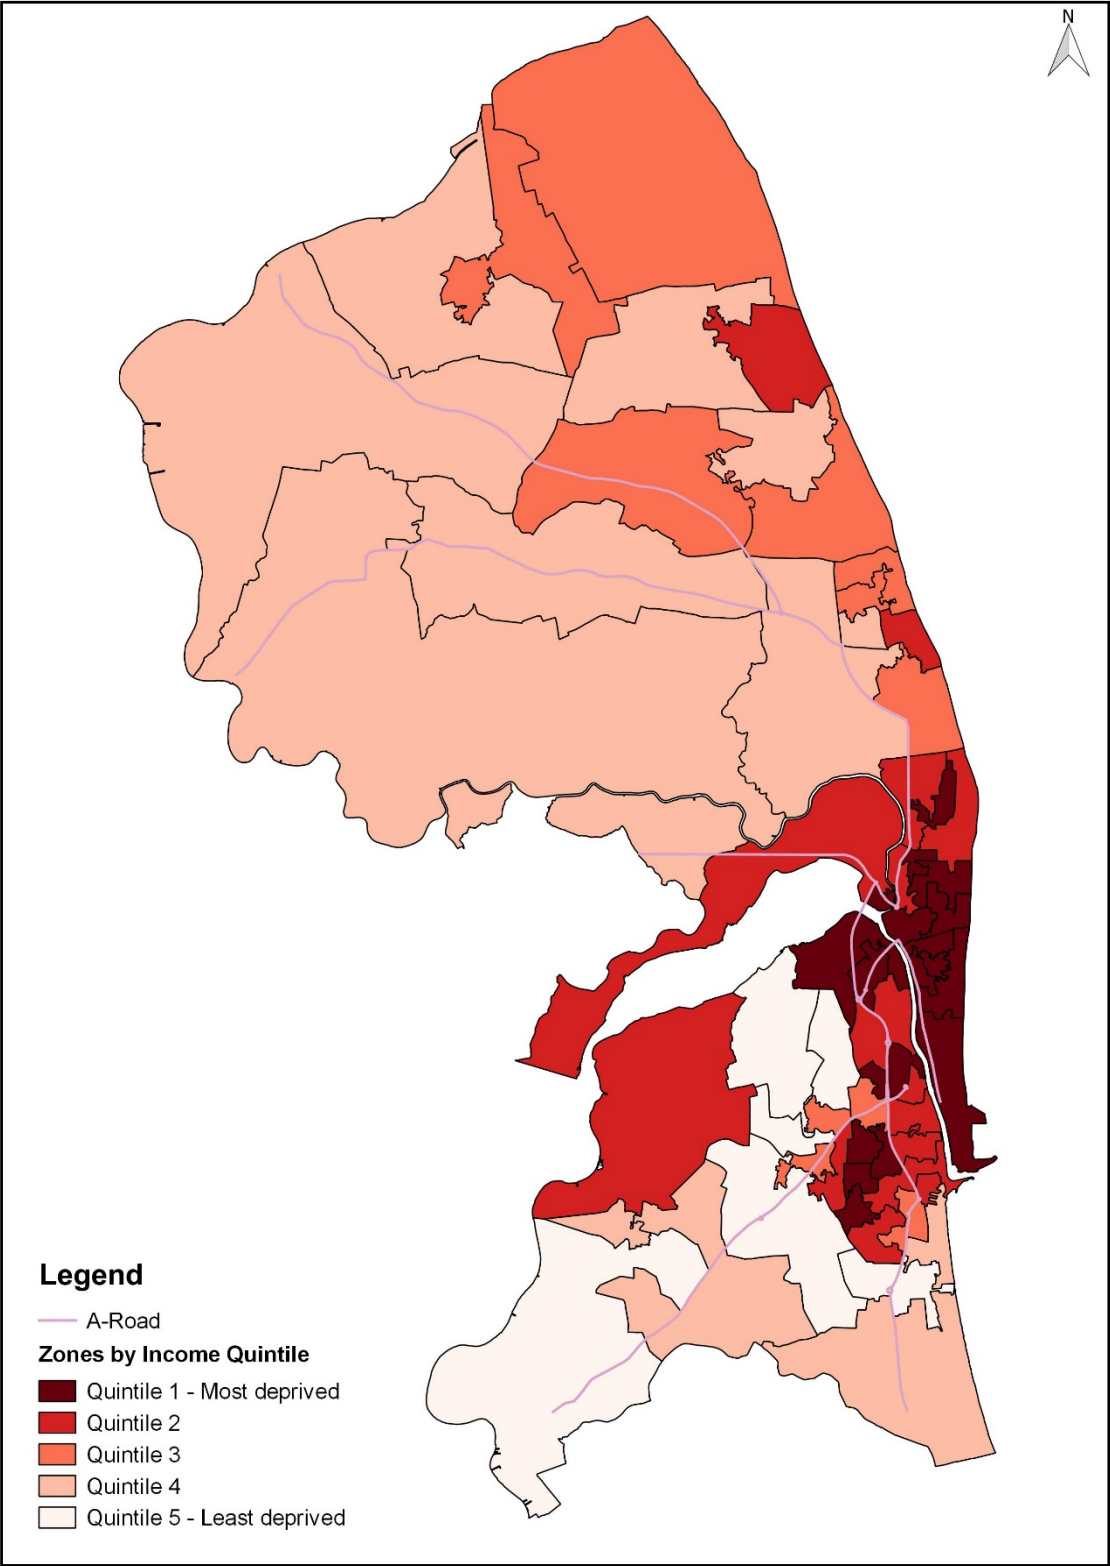 N
Legend
A-Road
Zones by Income Quintile
Quintile 1 - Most deprived
Quintile 2
Quintile 3
Quintile 4
Quintile 5 - Least deprived